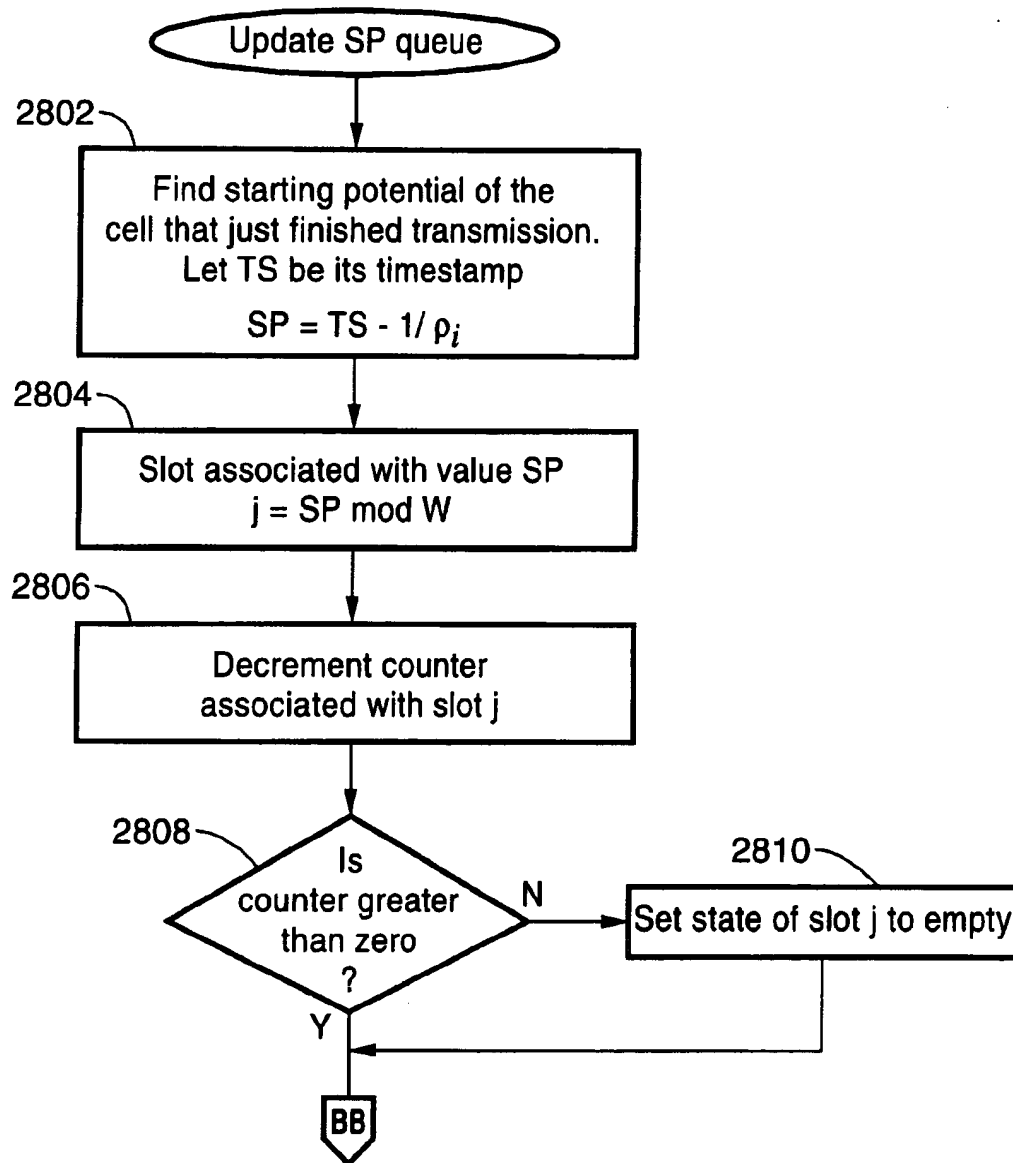 Update SP queue
2802
Find starting potential of the
cell that just finished transmission.
Let TS be its timestamp
SP = TS - 1/ ρi
2804
Slot associated with value SP
j = SP mod W
2806
Decrement counter
associated with slot j
2808
Is
counter greater
than zero
?
N
2810
Set state of slot j to empty
Y
BB